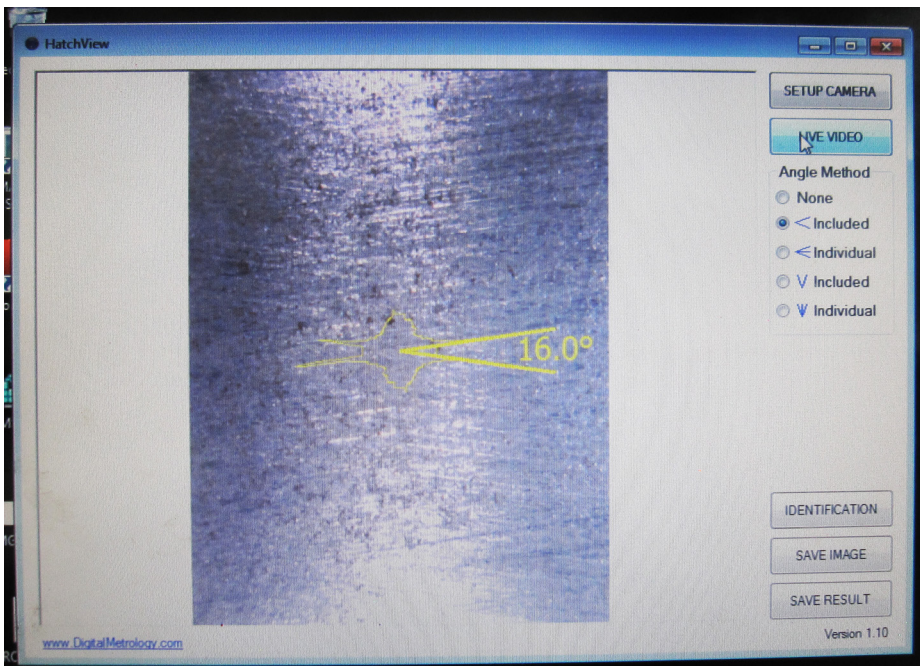 HatchView
SETUP CAMERA
LIVE VIDEO
Angle Method
None
Included
Individual
Included
Individual
16.0°
IDENTIFICATION
SAVE IMAGE
SAVE RESULT
www.DigitalMetrology.com
Version 1.10